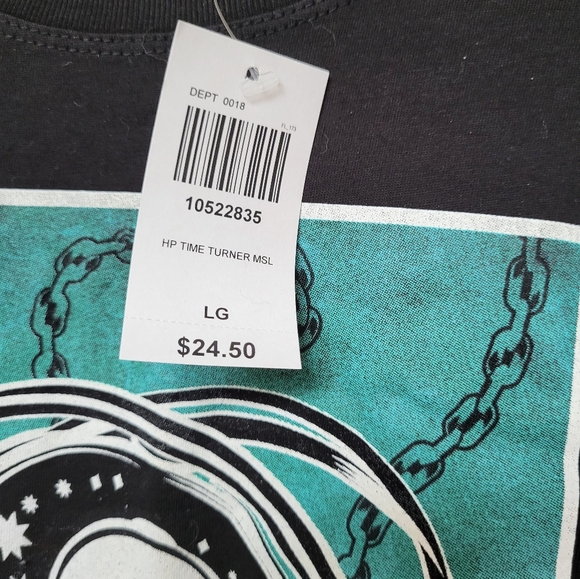 DEPT 0018
10522835
HP TIME TURNER MSL
LG
$24.50